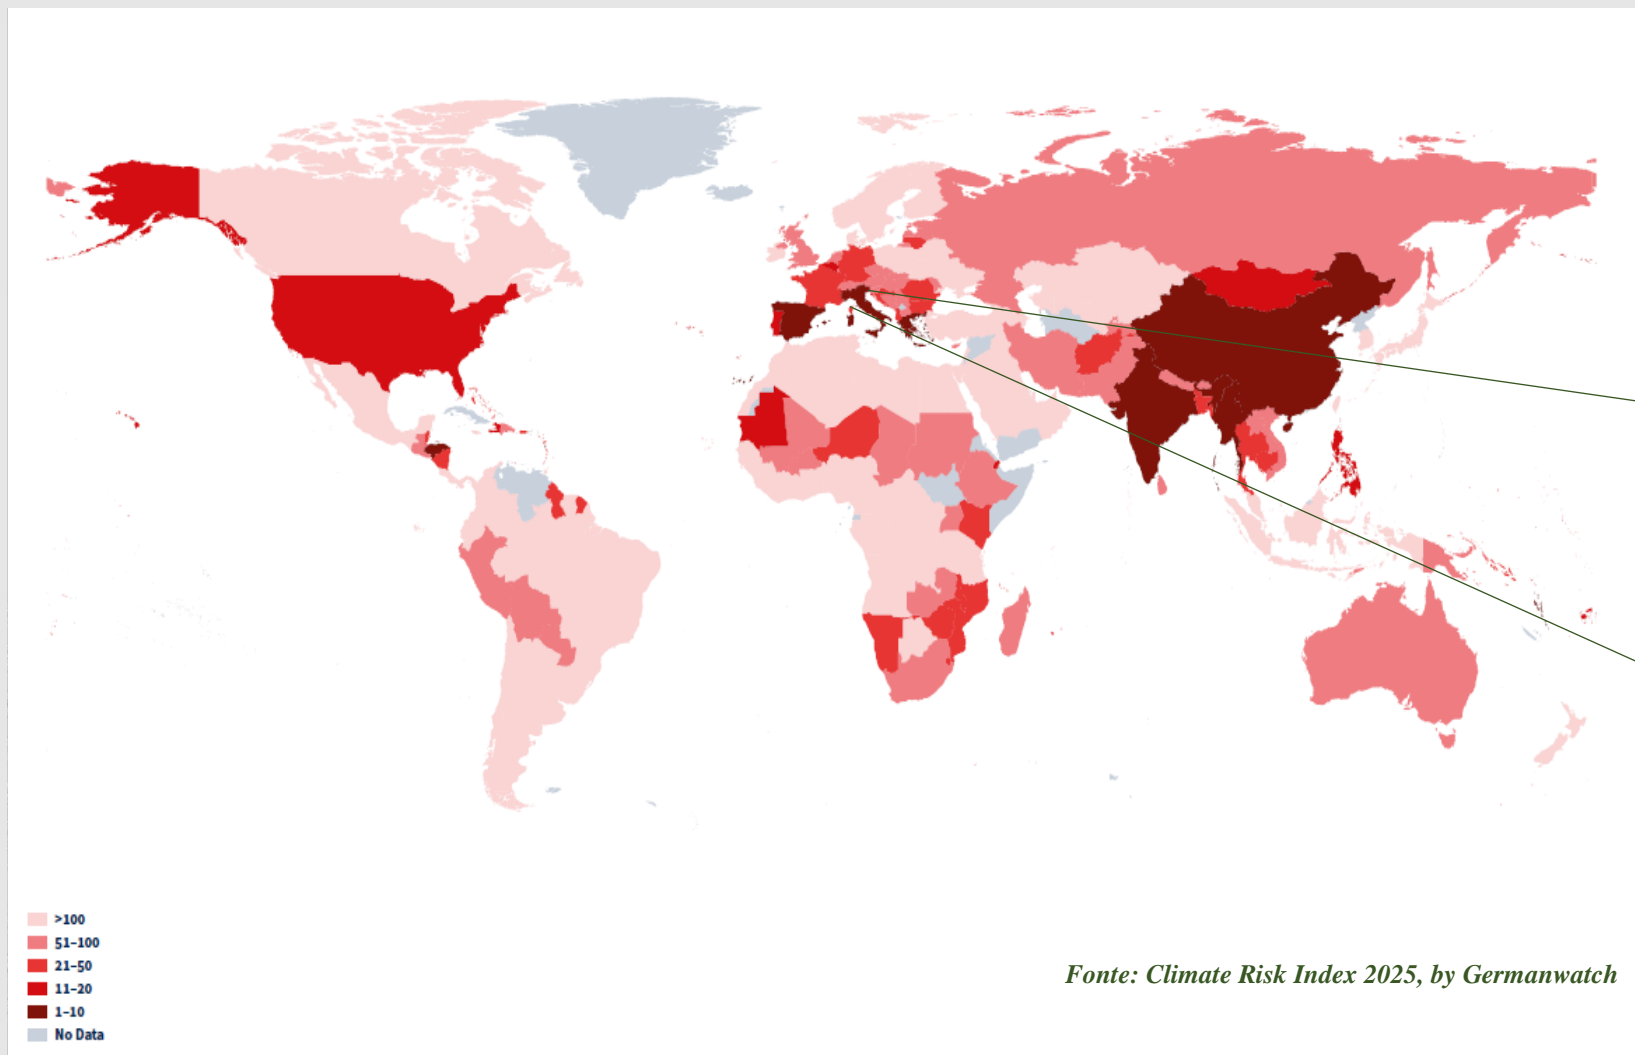 >100
51–100
21–50
11–20
1–10
No Data
Fonte: Climate Risk Index 2025, by Germanwatch